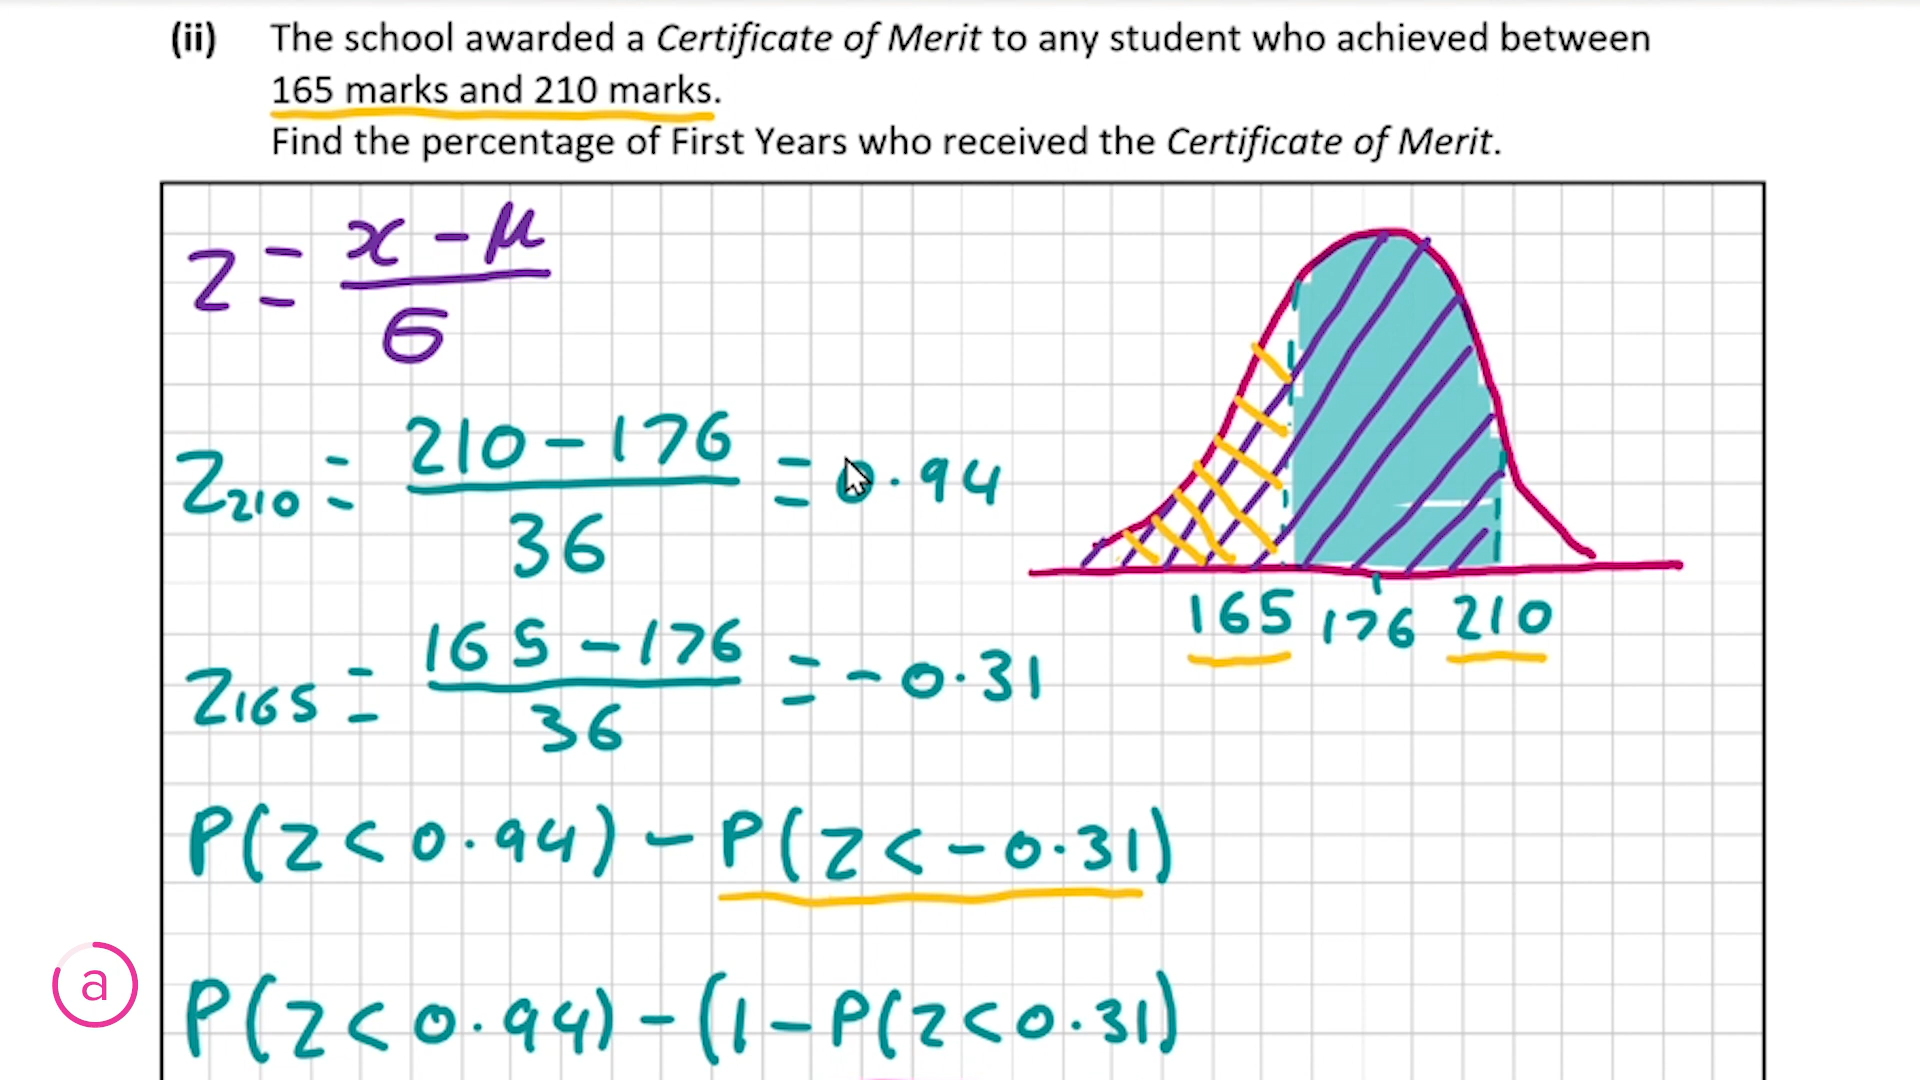 (ii) The school awarded a Certificate of Merit to any student who achieved between
165 marks and 210 marks.
Find the percentage of First Years who received the Certificate of Merit.
z = x - μ
σ
z210 = 210 - 176 = 0.94
36
165 176 210
z165 = 165 - 176 = -0.31
36
P(z < 0.94) - P(z < -0.31)
P(z < 0.94) - (1 - P(z < 0.31)
a